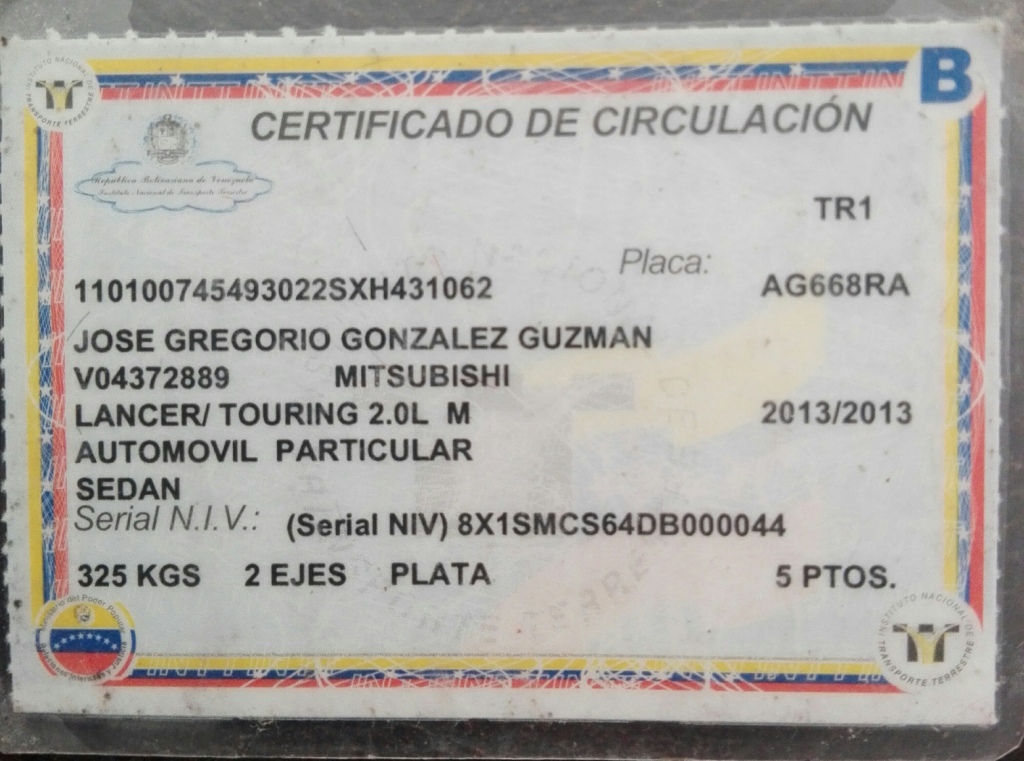 B
CERTIFICADO DE CIRCULACIÓN
República Bolivariana de Venezuela
Instituto Nacional de Transporte Terrestre
TR1
Placa:
110100745493022SXH431062 AG668RA
JOSE GREGORIO GONZALEZ GUZMAN
V04372889 MITSUBISHI
LANCER/ TOURING 2.0L M 2013/2013
AUTOMOVIL PARTICULAR
SEDAN
Serial N.I.V.: (Serial NIV) 8X1SMCS64DB000044
325 KGS 2 EJES PLATA 5 PTOS.
INSTITUTO NACIONAL DE TRANSPORTE TERRESTRE